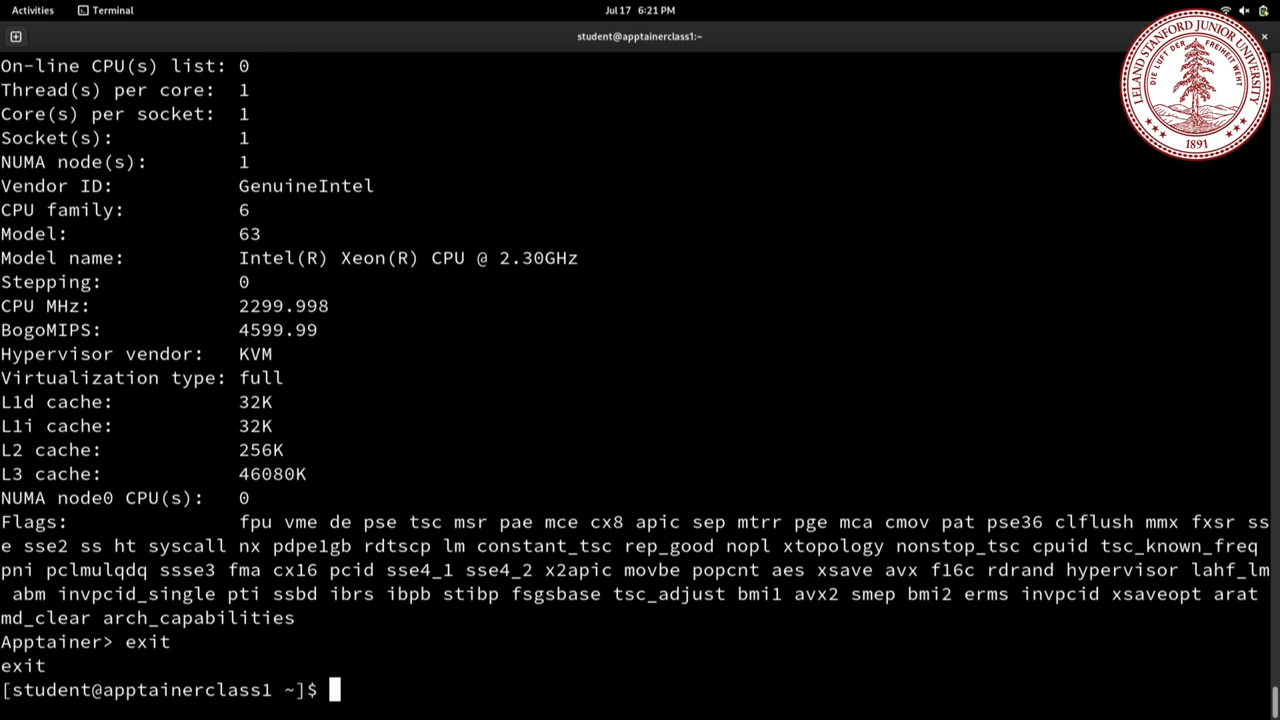 Activities Terminal Jul 17 6:21 PM
student@apptainerclass1:~
On-line CPU(s) list: 0
Thread(s) per core: 1
Core(s) per socket: 1
Socket(s): 1
NUMA node(s): 1
Vendor ID: GenuineIntel
CPU family: 6
Model: 63
Model name: Intel(R) Xeon(R) CPU @ 2.30GHz
Stepping: 0
CPU MHz: 2299.998
BogoMIPS: 4599.99
Hypervisor vendor: KVM
Virtualization type: full
L1d cache: 32K
L1i cache: 32K
L2 cache: 256K
L3 cache: 46080K
NUMA node0 CPU(s): 0
Flags: fpu vme de pse tsc msr pae mce cx8 apic sep mtrr pge mca cmov pat pse36 clflush mmx fxsr ss
e sse2 ss ht syscall nx pdpe1gb rdtscp lm constant_tsc rep_good nopl xtopology nonstop_tsc cpuid tsc_known_freq
pni pclmulqdq ssse3 fma cx16 pcid sse4_1 sse4_2 x2apic movbe popcnt aes xsave avx f16c rdrand hypervisor lahf_lm
abm invpcid_single pti ssbd ibrs ibpb stibp fsgsbase tsc_adjust bmi1 avx2 smep bmi2 erms invpcid xsaveopt arat
md_clear arch_capabilities
Apptainer> exit
exit
[student@apptainerclass1 ~]$
LELAND STANFORD JUNIOR UNIVERSITY
DIE LUFT DER FREIHEIT WEHT
1891